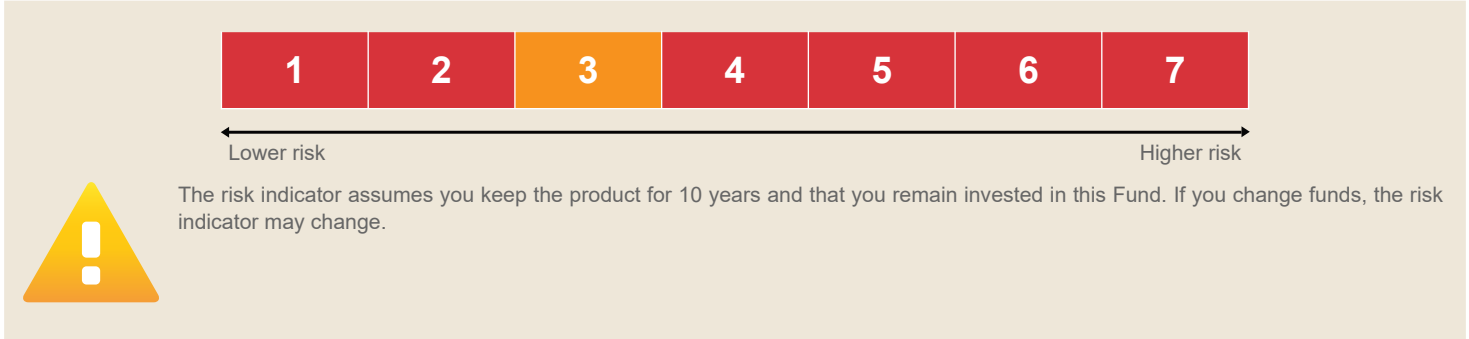 1 2 3 4 5 6 7
Lower risk Higher risk
The risk indicator assumes you keep the product for 10 years and that you remain invested in this Fund. If you change funds, the risk
indicator may change.